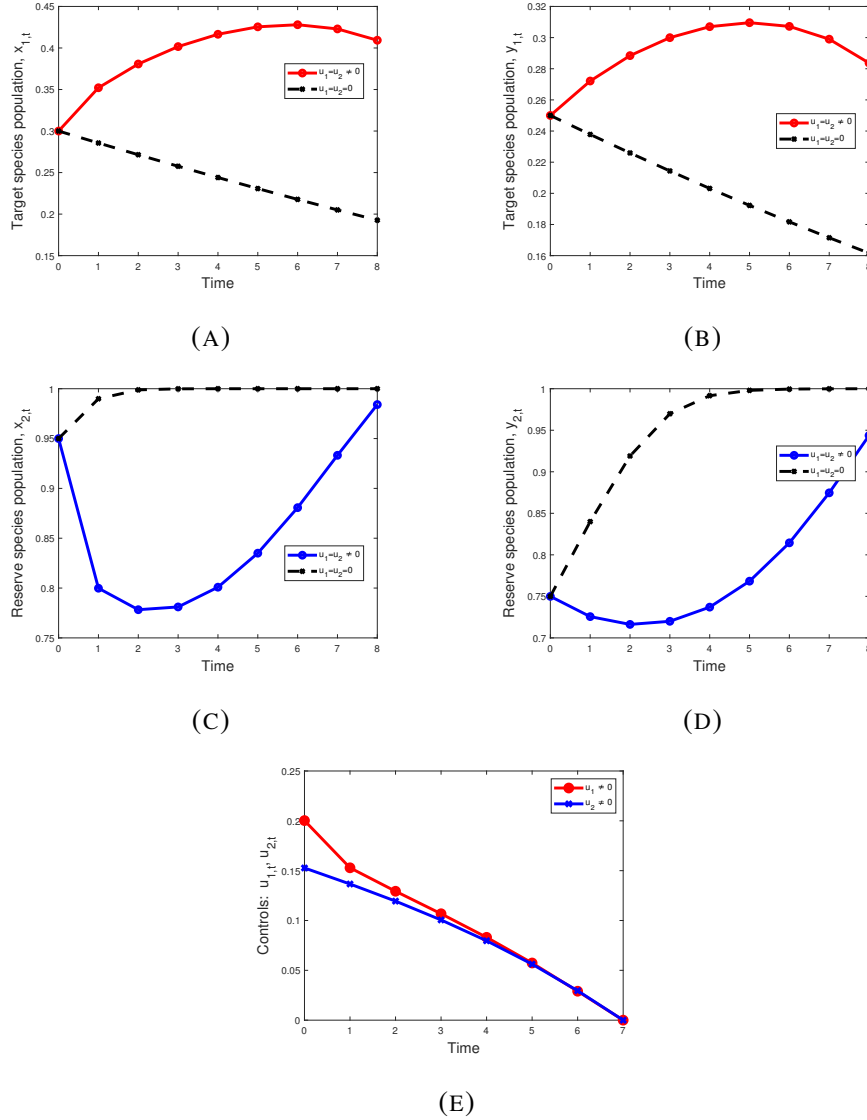 0.45
0.4
0.35
0.3
0.25
0.2
0.15
Target species population, x1,t
u1=u2 ≠ 0
u1=u2=0
0 1 2 3 4 5 6 7 8
Time
(A)
0.32
0.3
0.28
0.26
0.24
0.22
0.2
0.18
0.16
Target species population, y1,t
u1=u2 ≠ 0
u1=u2=0
0 1 2 3 4 5 6 7 8
Time
(B)
1
0.95
0.9
0.85
0.8
0.75
Reserve species population, x2,t
u1=u2 ≠ 0
u1=u2=0
0 1 2 3 4 5 6 7 8
Time
(C)
1
0.95
0.9
0.85
0.8
0.75
0.7
Reserve species population, y2,t
u1=u2 ≠ 0
u1=u2=0
0 1 2 3 4 5 6 7 8
Time
(D)
0.25
0.2
0.15
0.1
0.05
0
Controls: u1,t, u2,t
u1 ≠ 0
u2 ≠ 0
0 1 2 3 4 5 6 7
Time
(E)